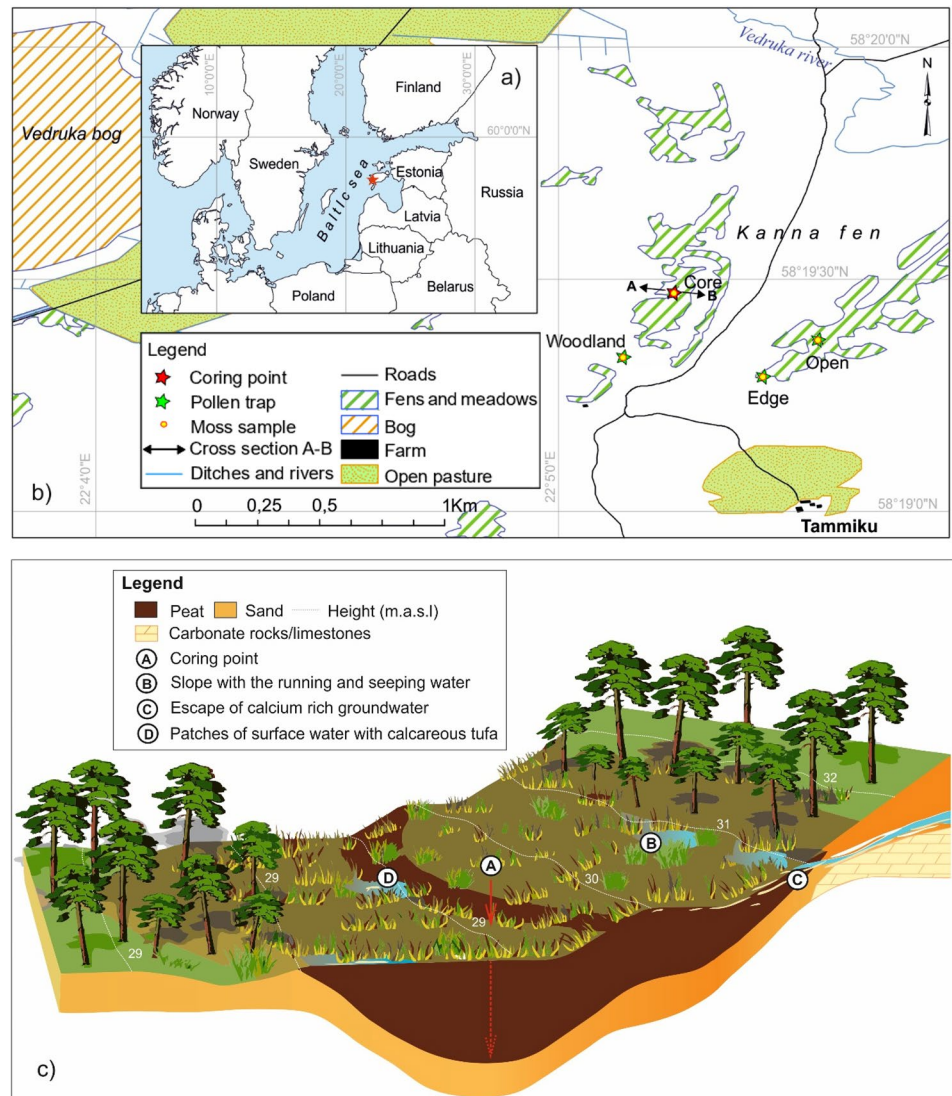 b)
Vedruka bog
Vedruka river
58°20'0"N
N
10°0'0"E
20°0'0"E
30°0'0"E
a)
Finland
Norway
60°0'0"N
Sweden
Baltic sea
Estonia
Russia
Latvia
Lithuania
Poland
Belarus
Kanna fen
58°19'30"N
A
Core
B
Woodland
Open
Edge
Legend
Coring point
Pollen trap
Moss sample
Cross section A-B
Ditches and rivers
Roads
Fens and meadows
Bog
Farm
Open pasture
22°4'0"E
22°5'0"E
0 0,25 0,5 1Km
58°19'0"N
Tammiku
Legend
Peat Sand Height (m.a.s.l)
Carbonate rocks/limestones
A Coring point
B Slope with the running and seeping water
C Escape of calcium rich groundwater
D Patches of surface water with calcareous tufa
32
31
B
A
C
D
30
29
29
29
c)